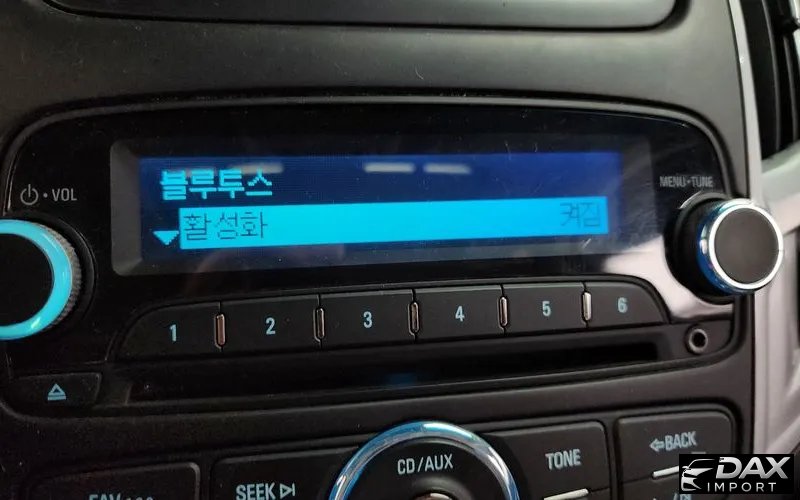 블루투스
활성화 켜짐
VOL
MENU-TUNE
1 2 3 4 5 6
TONE
BACK
CD/AUX
SEEK
FAV
DAX
IMPORT